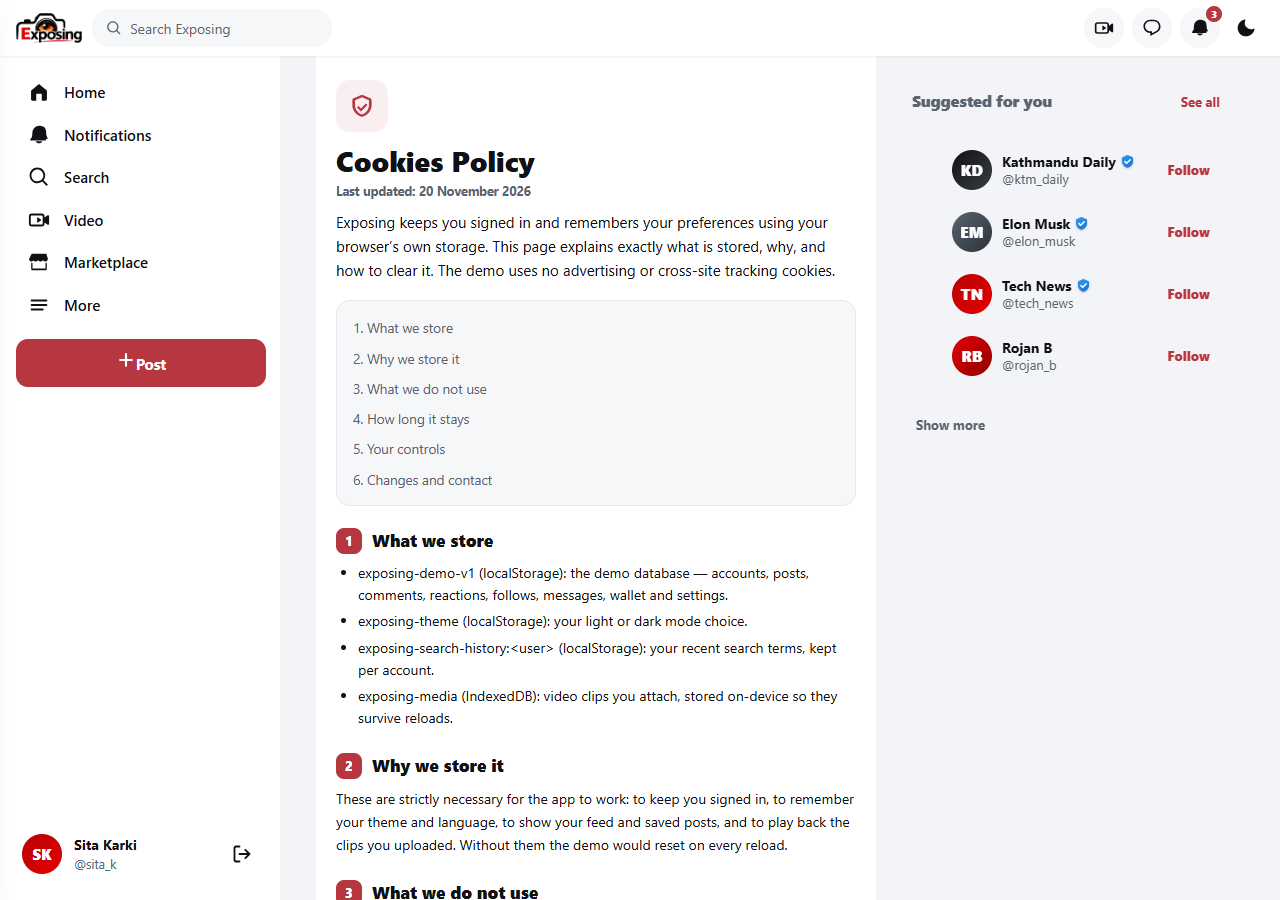 Exposing
Search Exposing
3
Home
Notifications
Search
Video
Marketplace
More
+ Post
SK
Sita Karki
@sita_k
Cookies Policy
Last updated: 20 November 2026
Exposing keeps you signed in and remembers your preferences using your
browser’s own storage. This page explains exactly what is stored, why, and
how to clear it. The demo uses no advertising or cross-site tracking cookies.
1. What we store
2. Why we store it
3. What we do not use
4. How long it stays
5. Your controls
6. Changes and contact
1 What we store
• exposing-demo-v1 (localStorage): the demo database — accounts, posts,
comments, reactions, follows, messages, wallet and settings.
• exposing-theme (localStorage): your light or dark mode choice.
• exposing-search-history:<user> (localStorage): your recent search terms, kept
per account.
• exposing-media (IndexedDB): video clips you attach, stored on-device so they
survive reloads.
2 Why we store it
These are strictly necessary for the app to work: to keep you signed in, to remember
your theme and language, to show your feed and saved posts, and to play back the
clips you uploaded. Without them the demo would reset on every reload.
3 What we do not use
Suggested for you
See all
KD
Kathmandu Daily
@ktm_daily
Follow
EM
Elon Musk
@elon_musk
Follow
TN
Tech News
@tech_news
Follow
RB
Rojan B
@rojan_b
Follow
Show more